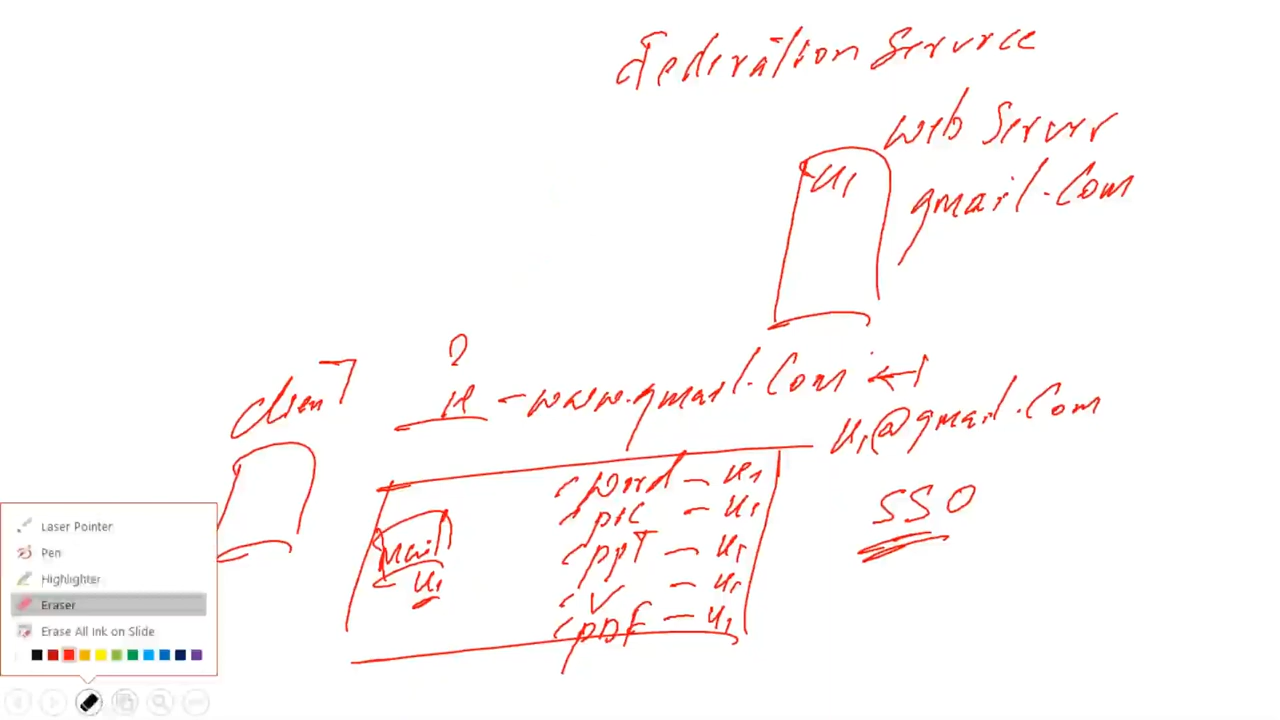 Federation Service
Web Server
gmail.com
u1
?
client
IE - www.gmail.com ←
u1@gmail.com
word - u1
SSO
pic - u1
mail
ppT - u1
u1
V - u1
PDF - u1
Laser Pointer
Pen
Highlighter
Eraser
Erase All Ink on Slide